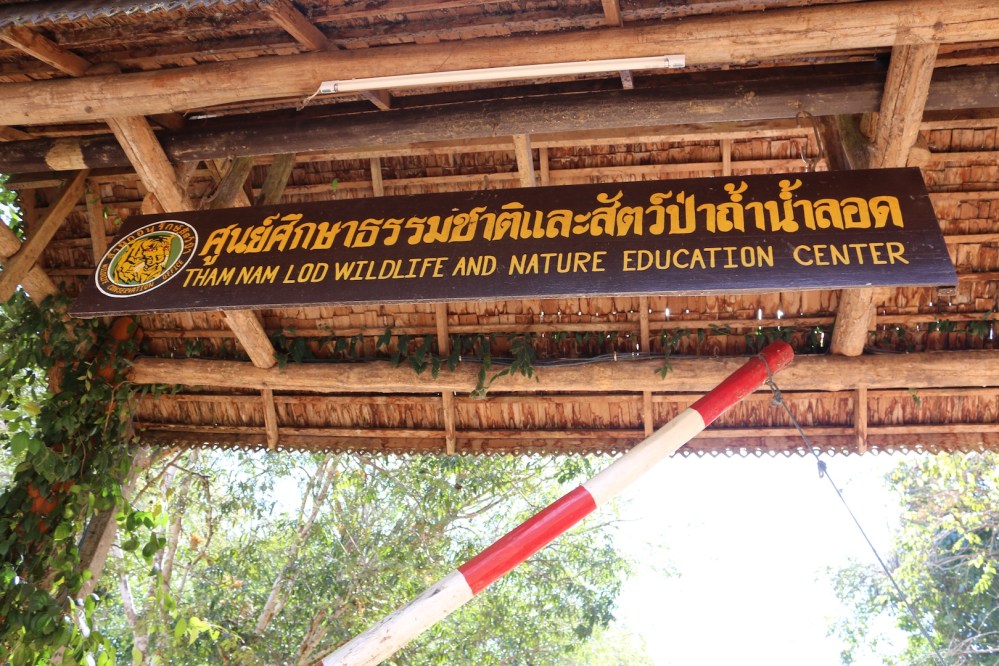 ศูนย์ศึกษาธรรมชาติและสัตว์ป่าถ้ำน้ำลอด
THAM NAM LOD WILDLIFE AND NATURE EDUCATION CENTER